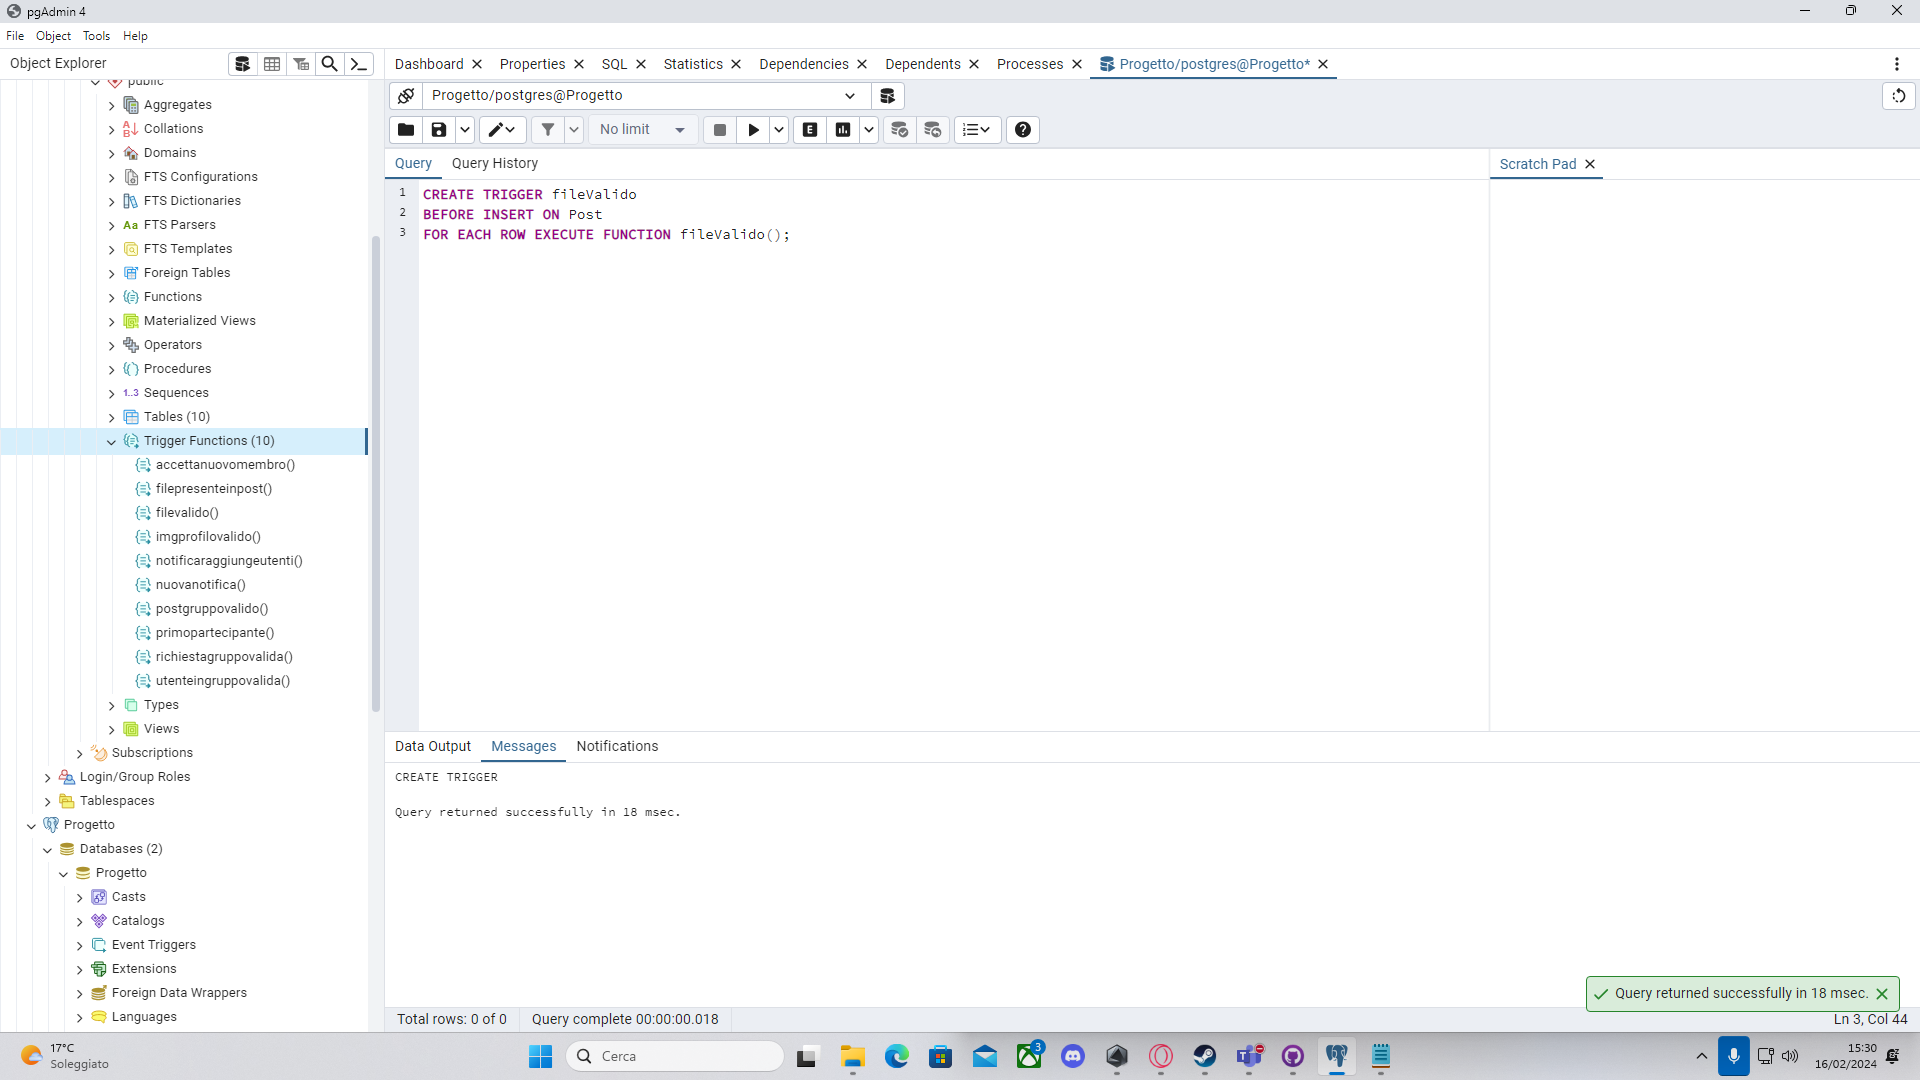 pgAdmin 4
File Object Tools Help
Object Explorer
Dashboard Properties SQL Statistics Dependencies Dependents Processes Progetto/postgres@Progetto*
Progetto/postgres@Progetto
No limit
E
Query Query History
Scratch Pad
1 CREATE TRIGGER fileValido
2 BEFORE INSERT ON Post
3 FOR EACH ROW EXECUTE FUNCTION fileValido();
public
Aggregates
Collations
Domains
FTS Configurations
FTS Dictionaries
Aa FTS Parsers
FTS Templates
Foreign Tables
Functions
Materialized Views
Operators
Procedures
1..3 Sequences
Tables (10)
Trigger Functions (10)
accettanuovomembro()
filepresenteinpost()
filevalido()
imgprofilovalido()
notificaraggiungeutenti()
nuovanotifica()
postgruppovalido()
primopartecipante()
richiestagruppovalida()
utenteingruppovalida()
Types
Views
Subscriptions
Login/Group Roles
Tablespaces
Progetto
Databases (2)
Progetto
Casts
Catalogs
Event Triggers
Extensions
Foreign Data Wrappers
Languages
Data Output Messages Notifications
CREATE TRIGGER
Query returned successfully in 18 msec.
Query returned successfully in 18 msec.
Total rows: 0 of 0 Query complete 00:00:00.018
Ln 3, Col 44
17°C
Soleggiato
Cerca
3
15:30
16/02/2024